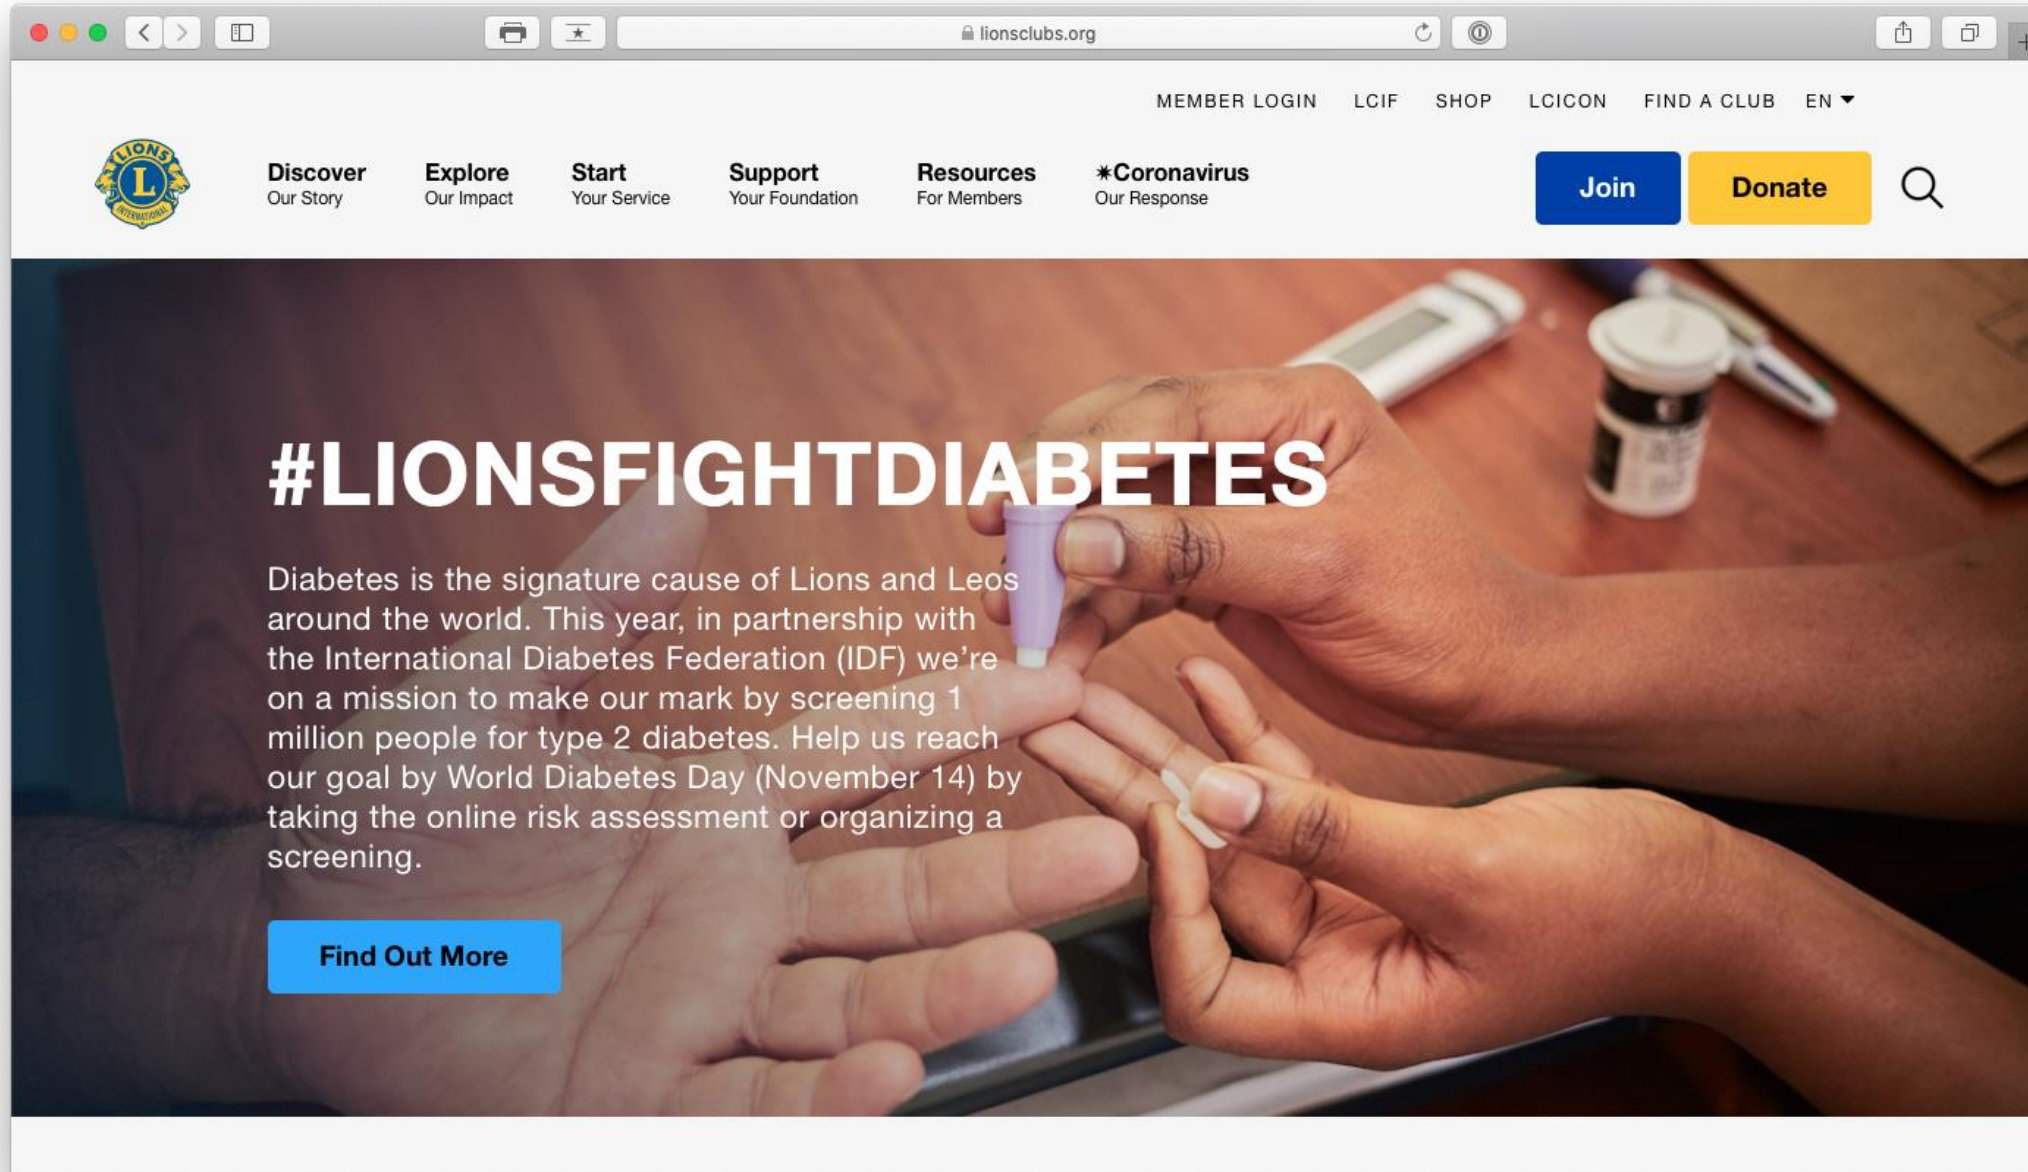 lionsclubs.org
MEMBER LOGIN LCIF SHOP LCICON FIND A CLUB EN
LIONS
L
INTERNATIONAL
Discover Explore Start Support Resources ✷Coronavirus
Our Story Our Impact Your Service Your Foundation For Members Our Response
Join Donate
#LIONSFIGHTDIABETES
Diabetes is the signature cause of Lions and Leos
around the world. This year, in partnership with
the International Diabetes Federation (IDF) we’re
on a mission to make our mark by screening 1
million people for type 2 diabetes. Help us reach
our goal by World Diabetes Day (November 14) by
taking the online risk assessment or organizing a
screening.
Find Out More